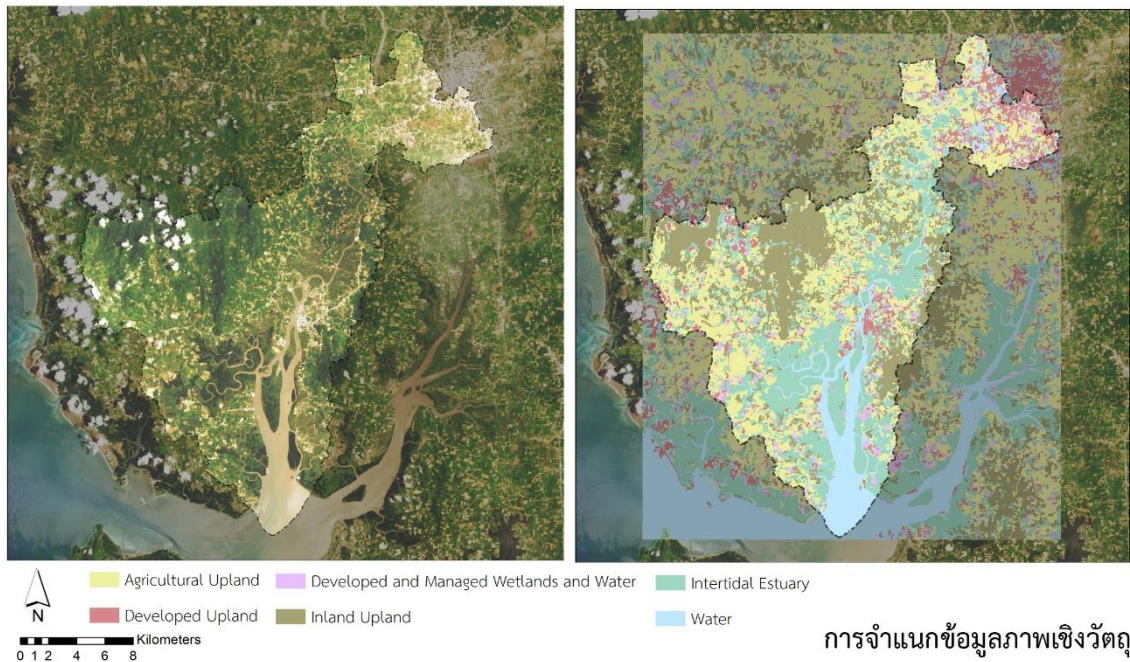 Agricultural Upland
Developed and Managed Wetlands and Water
Intertidal Estuary
Developed Upland
Inland Upland
Water
N
Kilometers
0 1 2 4 6 8
การจำแนกข้อมูลภาพเชิงวัตถุ